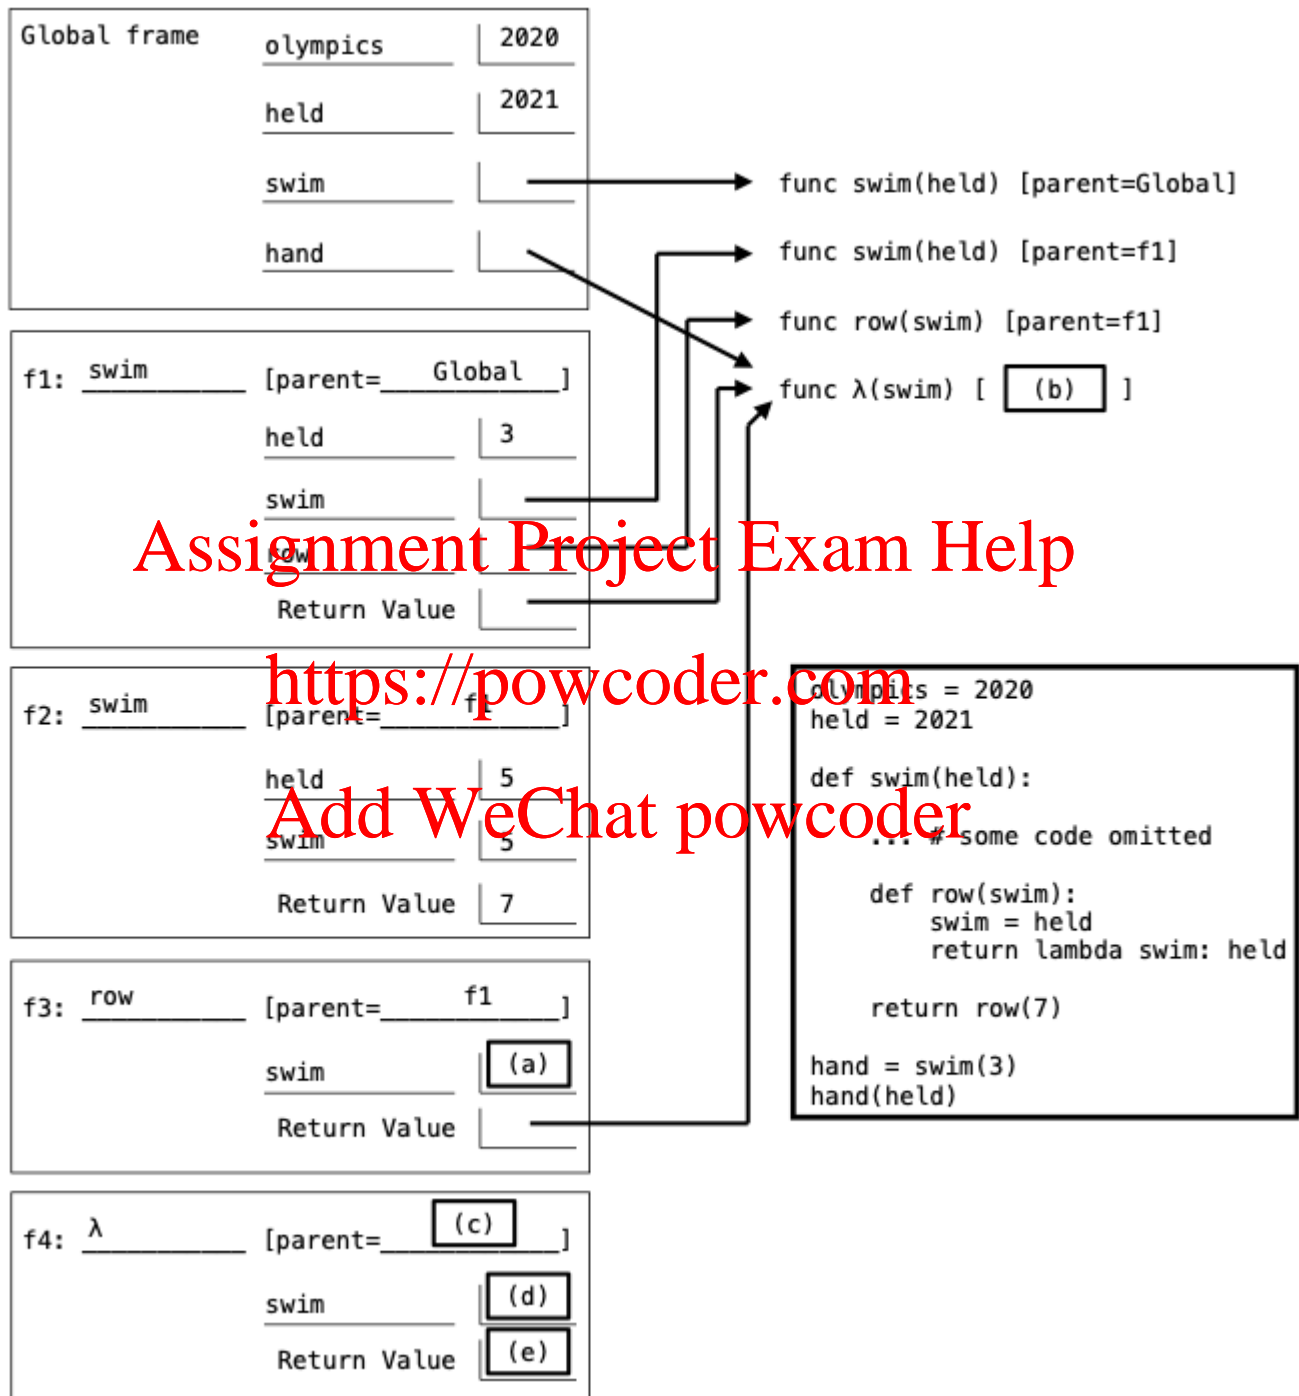 Global frame
olympics 2020
held 2021
swim
hand
func swim(held) [parent=Global]
func swim(held) [parent=f1]
func row(swim) [parent=f1]
func λ(swim) [ (b) ]
f1: swim [parent=Global]
held 3
swim
row
Return Value
f2: swim [parent=f1]
held 5
swim 5
Return Value 7
f3: row [parent=f1]
swim (a)
Return Value
f4: λ [parent=(c)]
swim (d)
Return Value (e)
olympics = 2020
held = 2021
def swim(held):
... # some code omitted
def row(swim):
swim = held
return lambda swim: held
return row(7)
hand = swim(3)
hand(held)
Assignment Project Exam Help
https://powcoder.com
Add WeChat powcoder